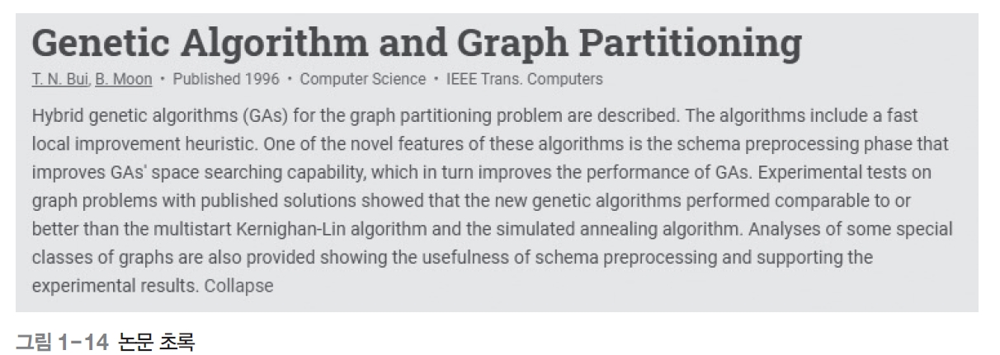 Genetic Algorithm and Graph Partitioning
T. N. Bui, B. Moon • Published 1996 • Computer Science • IEEE Trans. Computers
Hybrid genetic algorithms (GAs) for the graph partitioning problem are described. The algorithms include a fast
local improvement heuristic. One of the novel features of these algorithms is the schema preprocessing phase that
improves GAs' space searching capability, which in turn improves the performance of GAs. Experimental tests on
graph problems with published solutions showed that the new genetic algorithms performed comparable to or
better than the multistart Kernighan-Lin algorithm and the simulated annealing algorithm. Analyses of some special
classes of graphs are also provided showing the usefulness of schema preprocessing and supporting the
experimental results. Collapse
그림 1-14 논문 초록